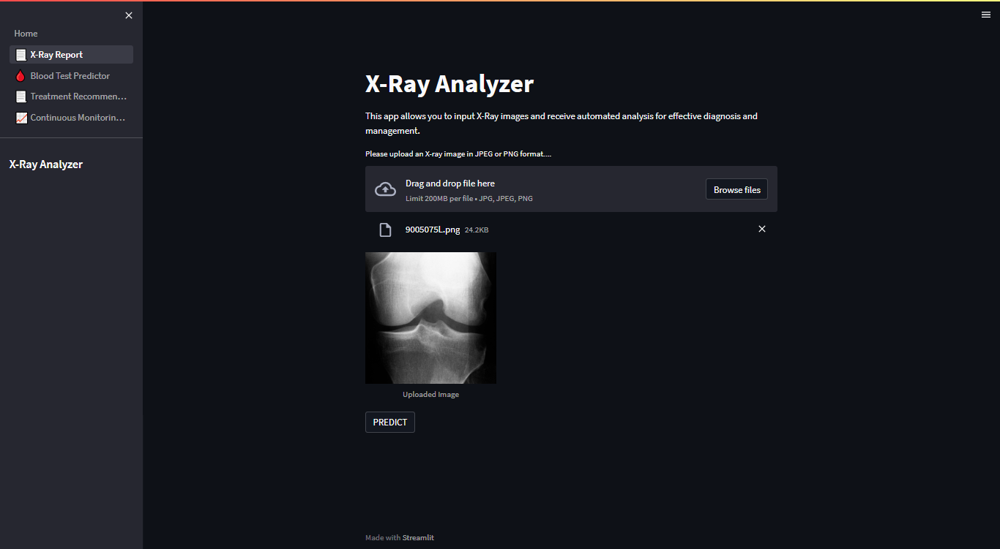 Home
X-Ray Report
Blood Test Predictor
Treatment Recommen…
Continuous Monitorin…
X-Ray Analyzer
X-Ray Analyzer
This app allows you to input X-Ray images and receive automated analysis for effective diagnosis and
management.
Please upload an X-ray image in JPEG or PNG format....
Drag and drop file here
Limit 200MB per file • JPG, JPEG, PNG
Browse files
9005075L.png 24.2KB
Uploaded Image
PREDICT
Made with Streamlit